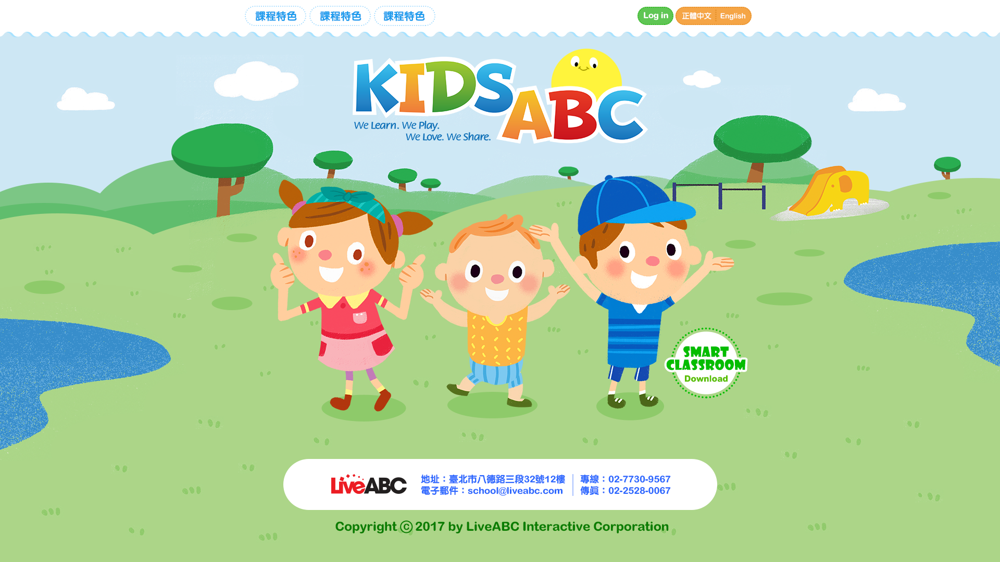 課程特色 課程特色 課程特色 Log in 正體中文 English
KIDS ABC
We Learn. We Play.
We Love. We Share.
SMART
CLASSROOM
Download
LiveABC
地址：臺北市八德路三段32號12樓 專線：02-7730-9567
電子郵件：school@liveabc.com 傳真：02-2528-0067
Copyright ⓒ 2017 by LiveABC Interactive Corporation